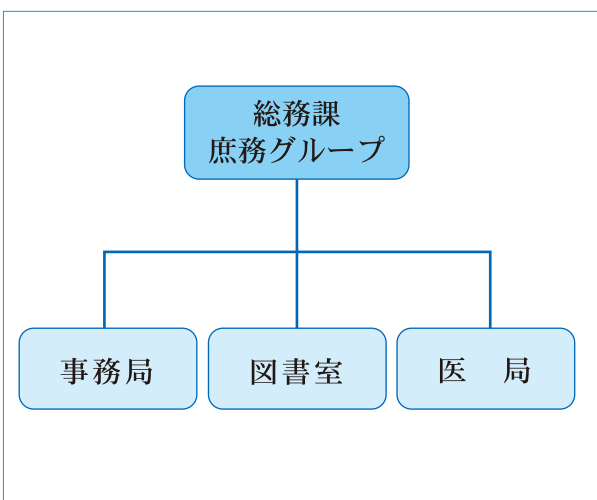 総務課
庶務グループ
事務局
図書室
医　局